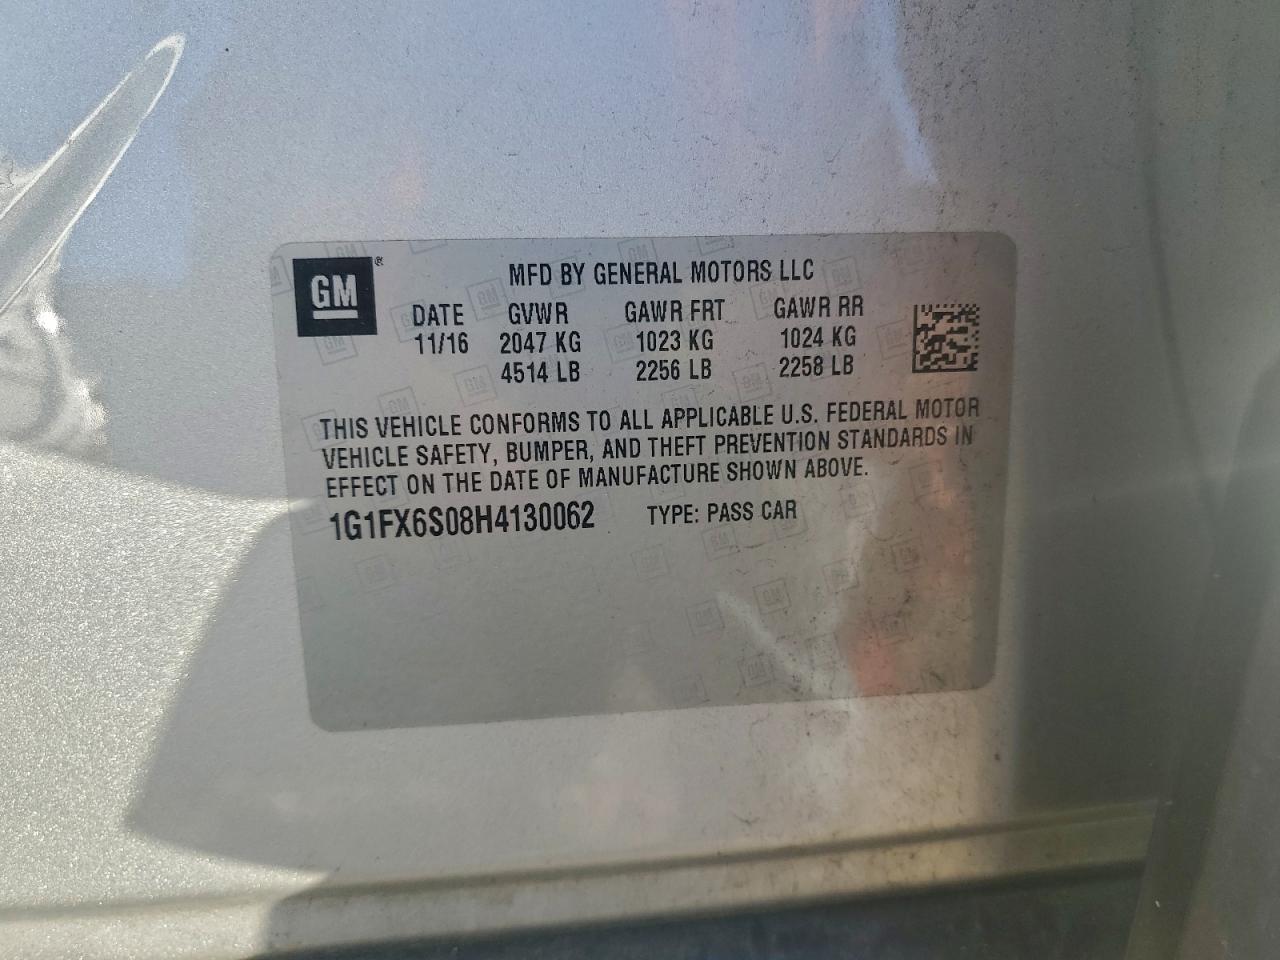 GM®
MFD BY GENERAL MOTORS LLC
DATE GVWR GAWR FRT GAWR RR
11/16 2047 KG 1023 KG 1024 KG
4514 LB 2256 LB 2258 LB
THIS VEHICLE CONFORMS TO ALL APPLICABLE U.S. FEDERAL MOTOR
VEHICLE SAFETY, BUMPER, AND THEFT PREVENTION STANDARDS IN
EFFECT ON THE DATE OF MANUFACTURE SHOWN ABOVE.
1G1FX6S08H4130062 TYPE: PASS CAR